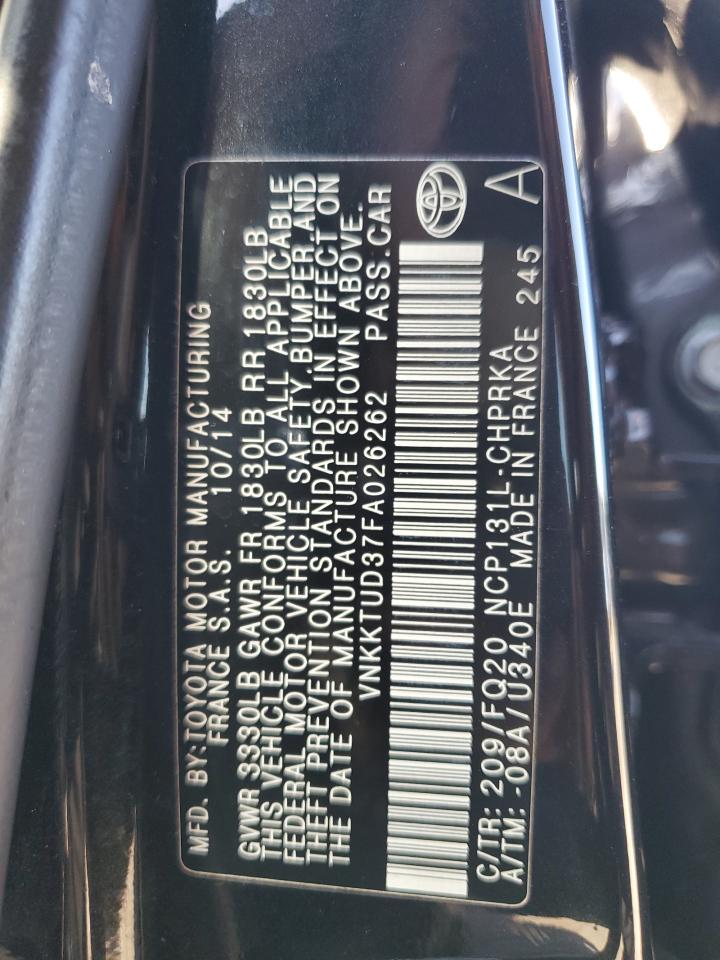 MFD. BY:TOYOTA MOTOR MANUFACTURING
FRANCE S.A.S. 10/14
GVWR 3330LB GAWR FR 1830LB RR 1830LB
THIS VEHICLE CONFORMS TO ALL APPLICABLE
FEDERAL MOTOR VEHICLE SAFETY,BUMPER,AND
THEFT PREVENTION STANDARDS IN EFFECT ON
THE DATE OF MANUFACTURE SHOWN ABOVE.
VNKKTUD37FA026262 PASS.CAR
C/TR: 209/FQ20 NCP131L-CHPRKA
A/TM: -08A/U340E MADE IN FRANCE 245 A